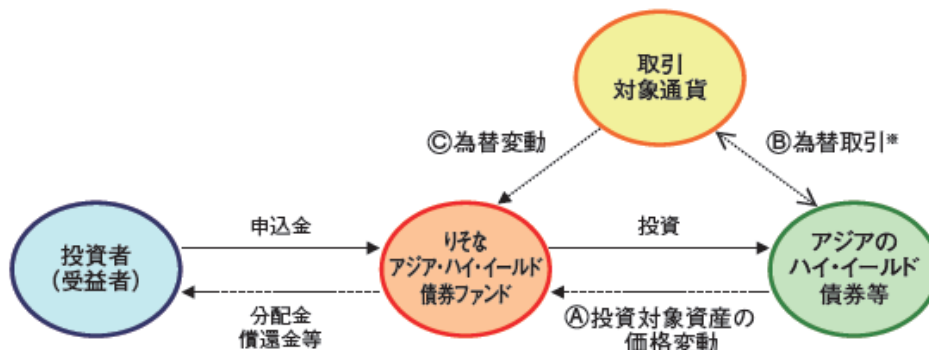 取引
対象通貨
Ⓒ為替変動
Ⓑ為替取引※
投資者
(受益者)
申込金
りそな
アジア・ハイ・イールド
債券ファンド
投資
アジアの
ハイ・イールド
債券等
分配金
償還金等
Ⓐ投資対象資産の
価格変動